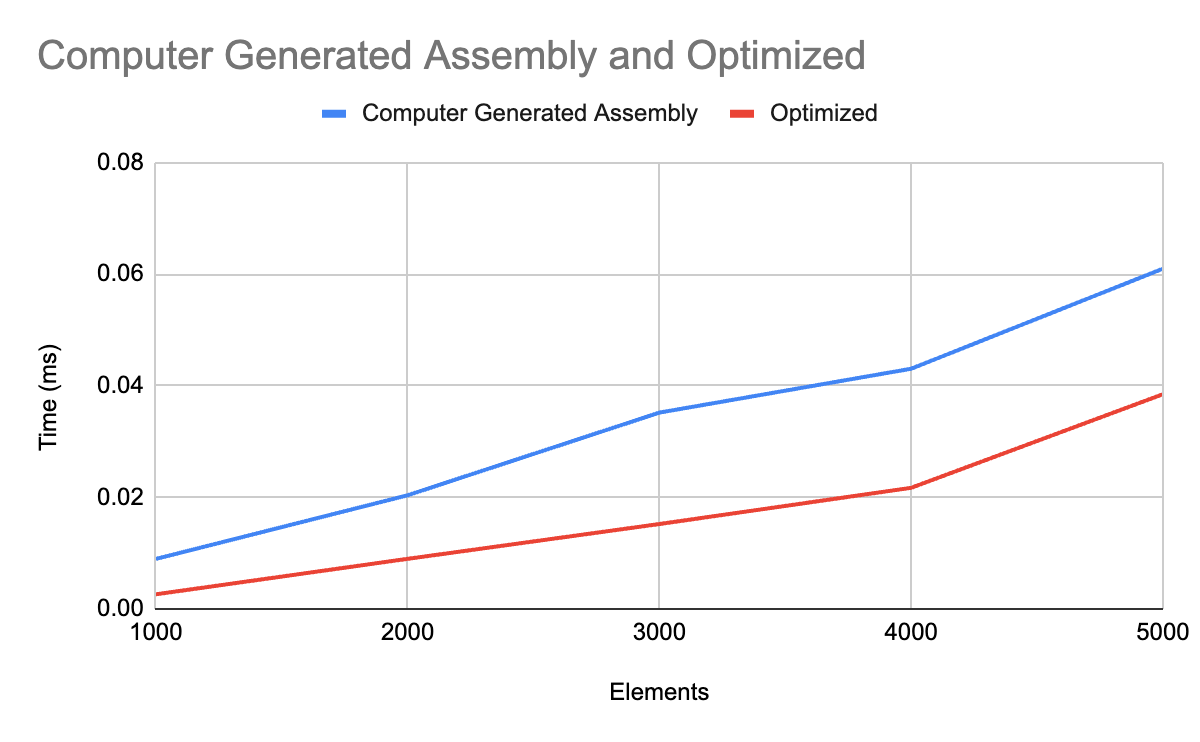 Computer Generated Assembly and Optimized
Computer Generated Assembly
Optimized
0.08
0.06
0.04
0.02
0.00
Time (ms)
1000
2000
3000
4000
5000
Elements